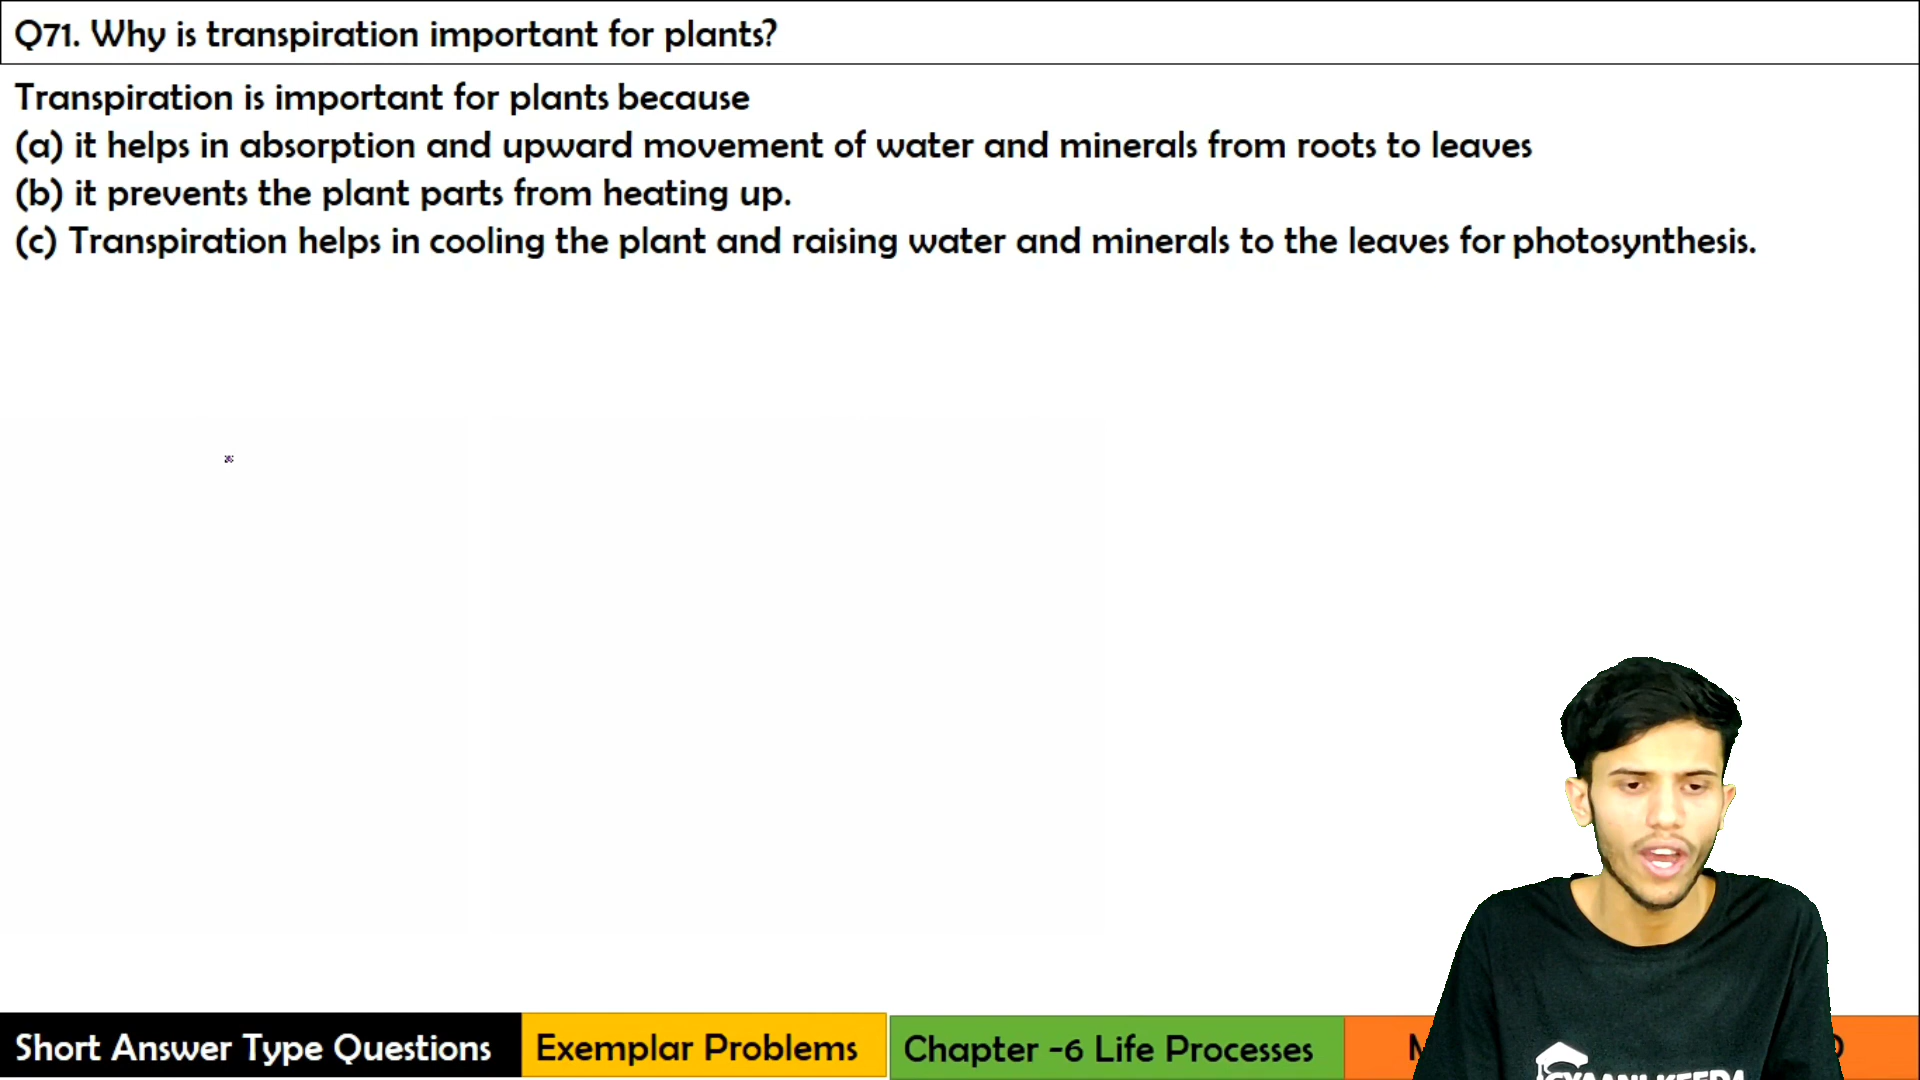 Q71. Why is transpiration important for plants?
Transpiration is important for plants because
(a) it helps in absorption and upward movement of water and minerals from roots to leaves
(b) it prevents the plant parts from heating up.
(c) Transpiration helps in cooling the plant and raising water and minerals to the leaves for photosynthesis.
Short Answer Type Questions
Exemplar Problems
Chapter -6 Life Processes